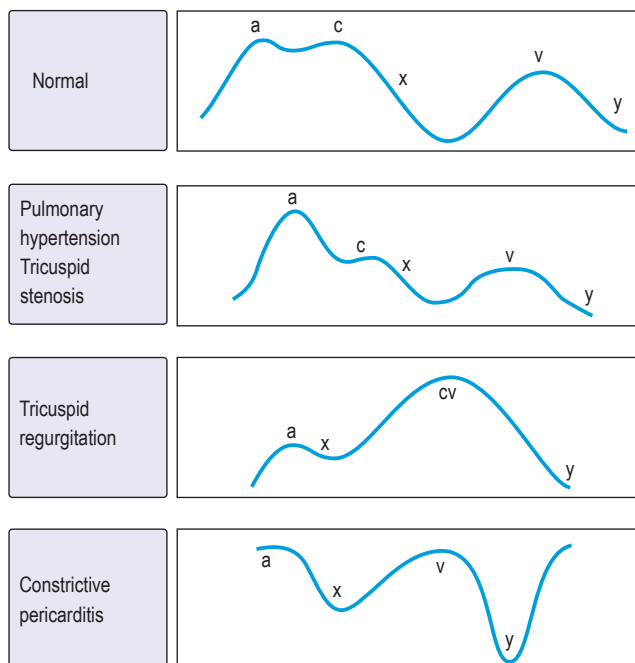 Normal
a c x v y
Pulmonary
hypertension
Tricuspid
stenosis
a c x v y
Tricuspid
regurgitation
a x cv y
Constrictive
pericarditis
a x v y